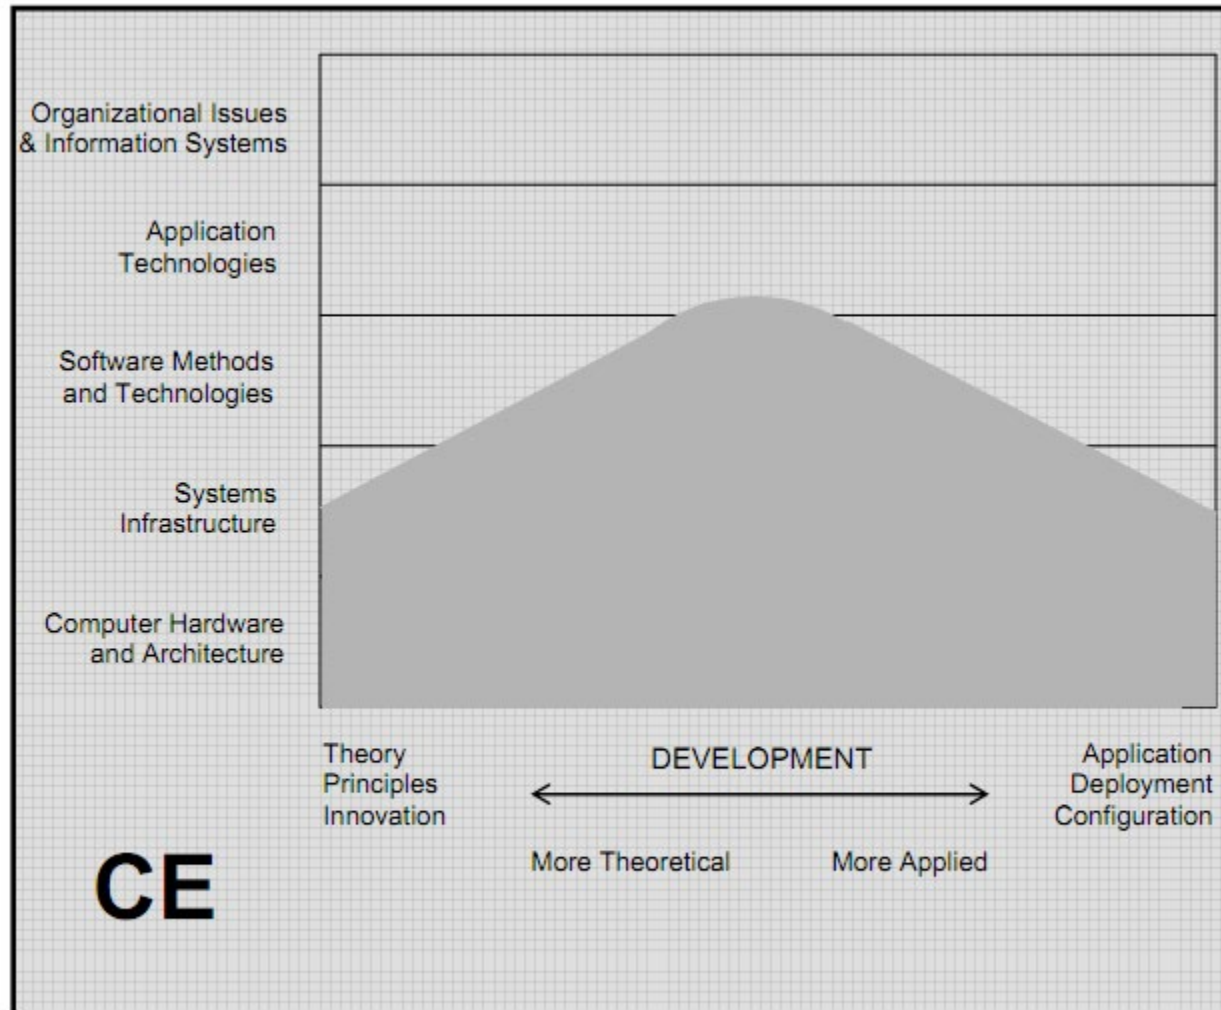 Organizational Issues
& Information Systems
Application
Technologies
Software Methods
and Technologies
Systems
Infrastructure
Computer Hardware
and Architecture
Theory
Principles
Innovation
DEVELOPMENT
Application
Deployment
Configuration
More Theoretical
More Applied
CE